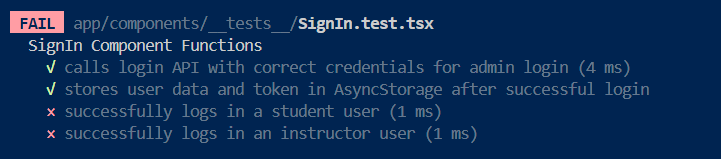 FAIL app/components/__tests__/SignIn.test.tsx
SignIn Component Functions
√ calls login API with correct credentials for admin login (4 ms)
√ stores user data and token in AsyncStorage after successful login
× successfully logs in a student user (1 ms)
× successfully logs in an instructor user (1 ms)